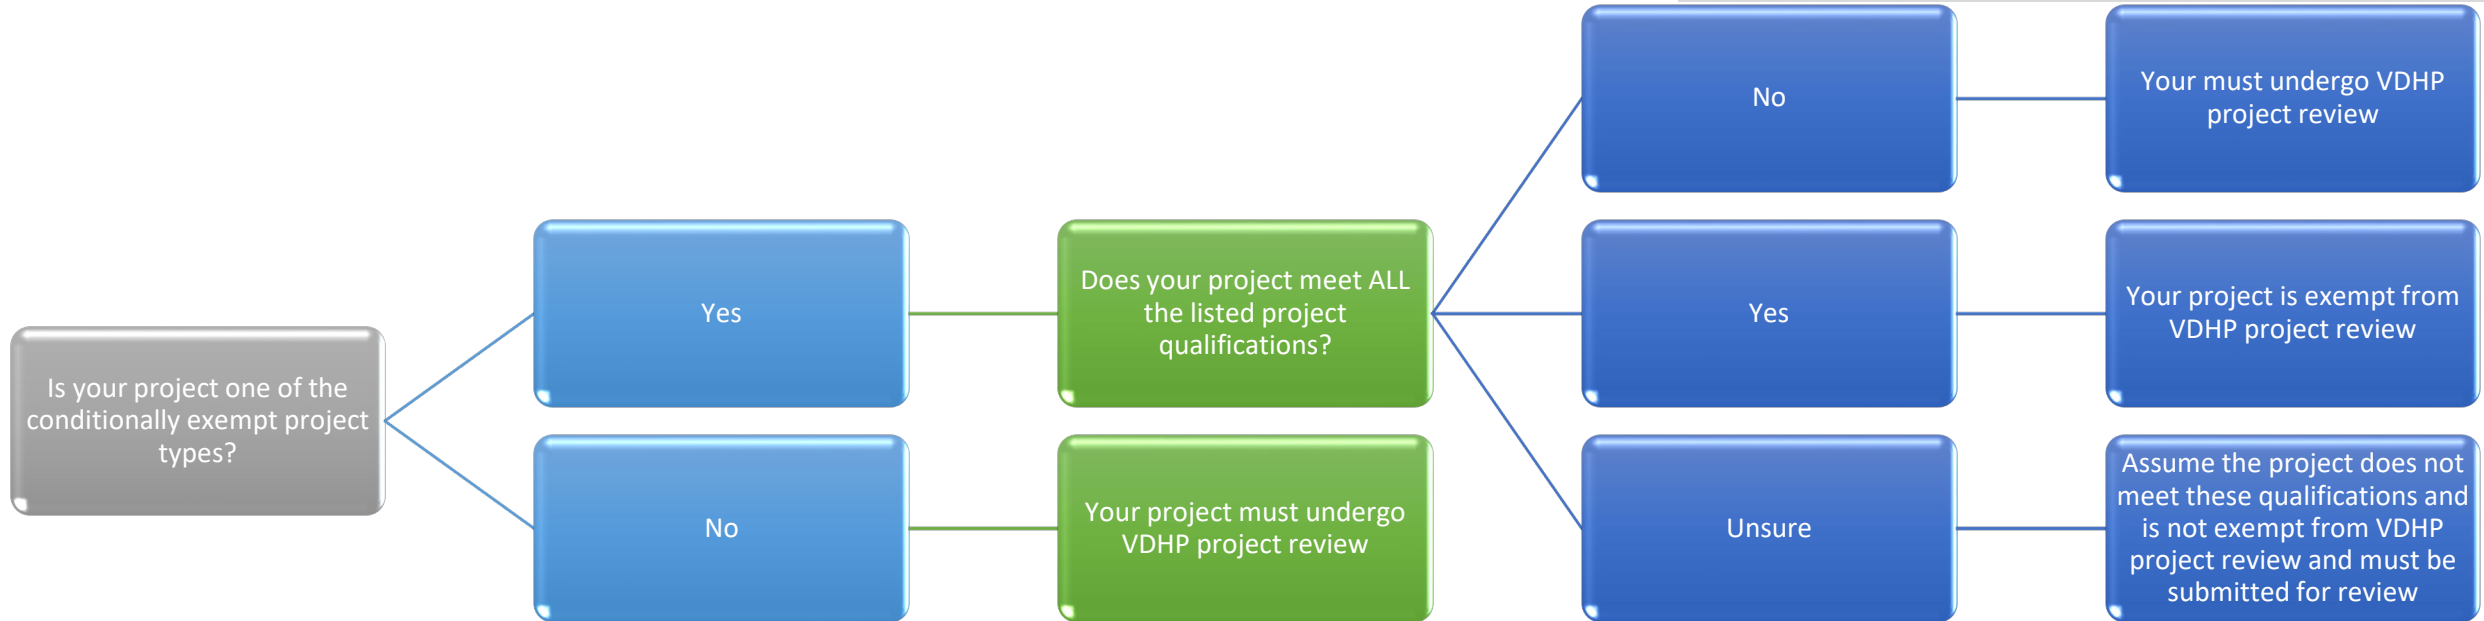 Is your project one of the
conditionally exempt project
types?
Yes
No
Does your project meet ALL
the listed project
qualifications?
Your project must undergo
VDHP project review
No
Yes
Unsure
Your must undergo VDHP
project review
Your project is exempt from
VDHP project review
Assume the project does not
meet these qualifications and
is not exempt from VDHP
project review and must be
submitted for review